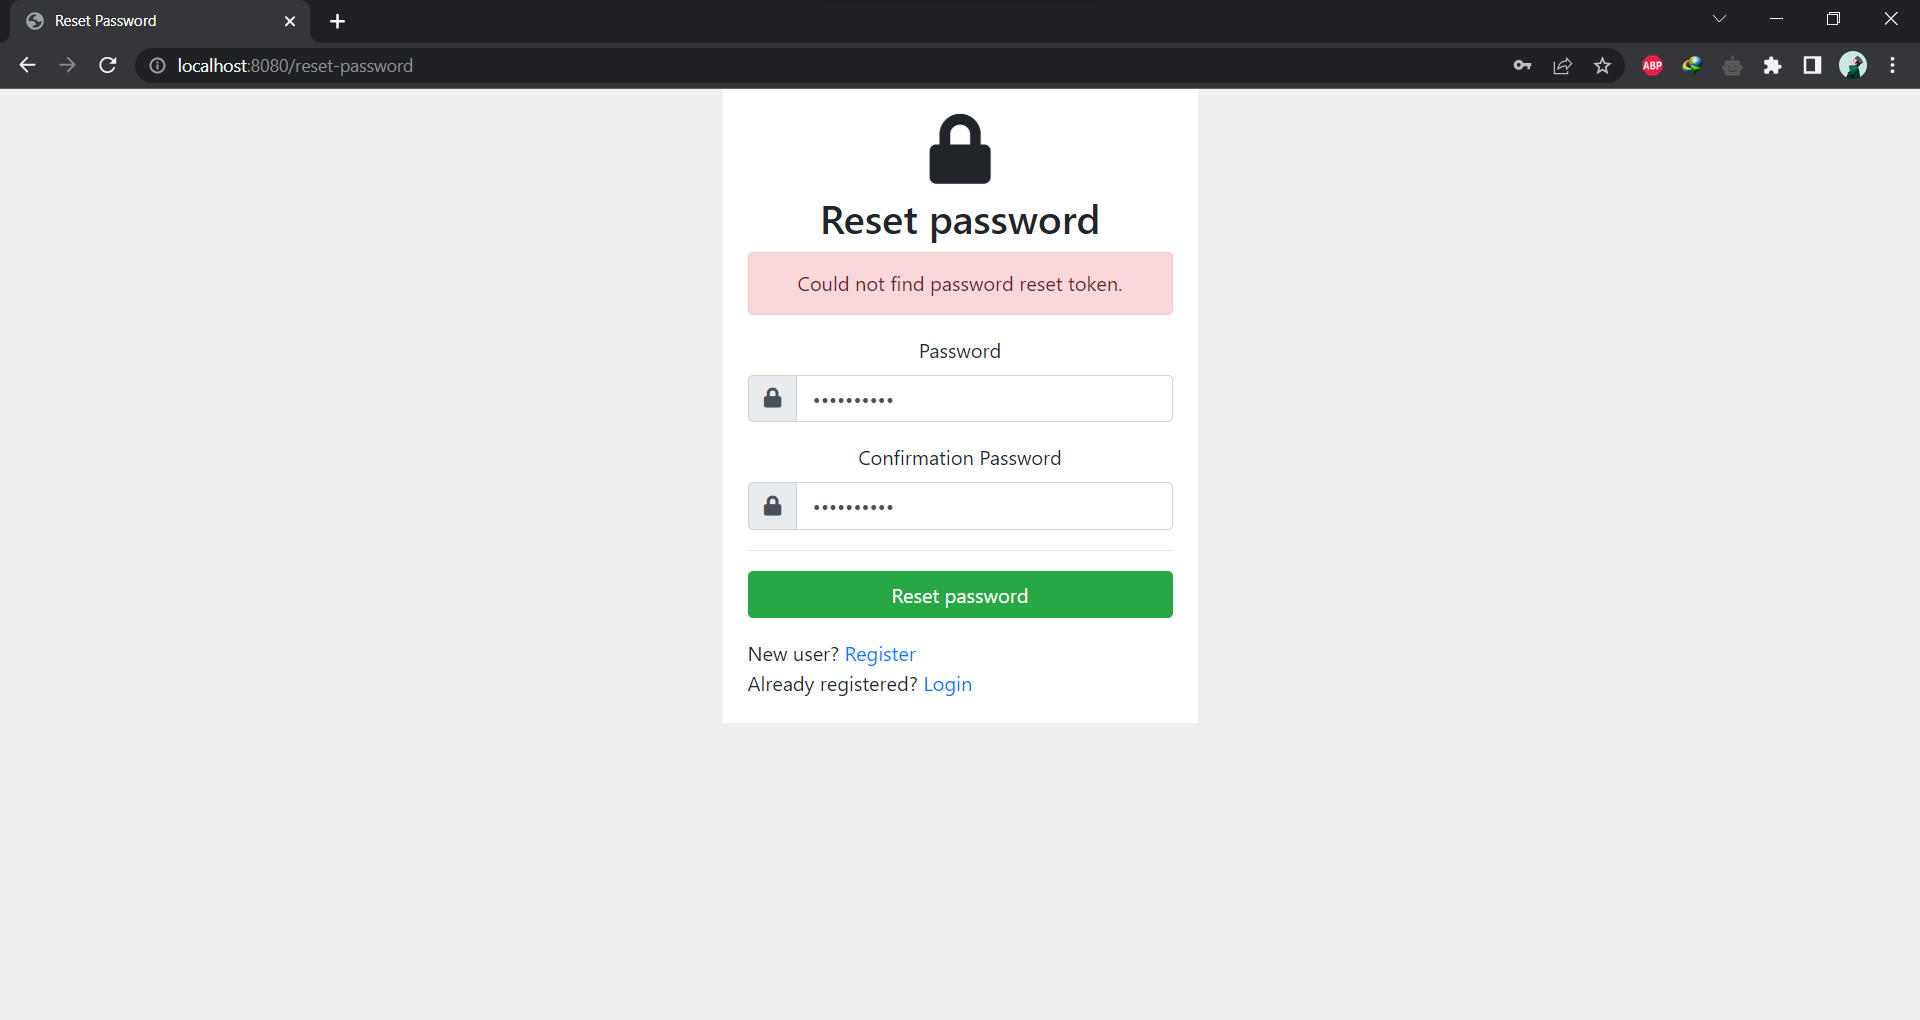 Reset Password
localhost:8080/reset-password
ABP
Reset password
Could not find password reset token.
Password
••••••••••
Confirmation Password
••••••••••
Reset password
New user? Register
Already registered? Login